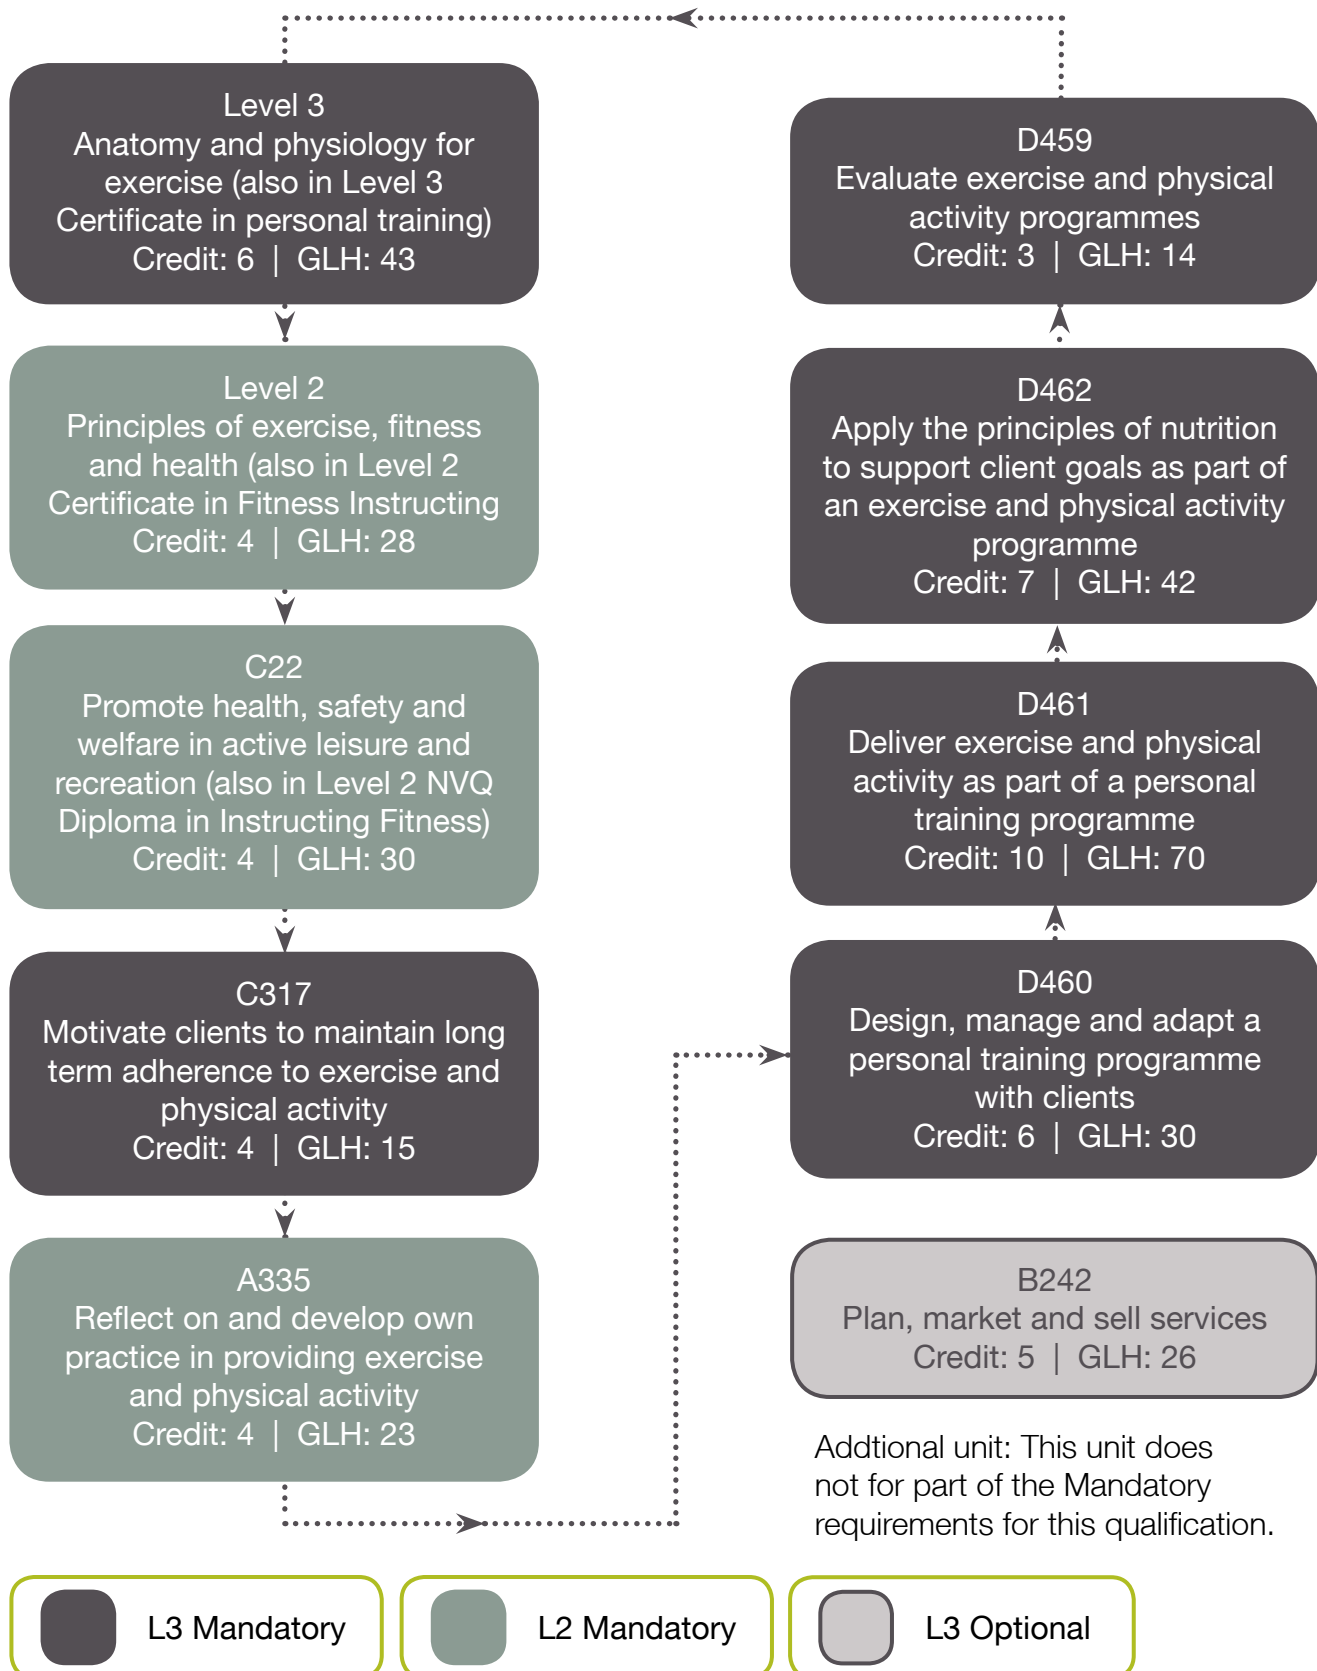 Level 3
Anatomy and physiology for
exercise (also in Level 3
Certificate in personal training)
Credit: 6 | GLH: 43
Level 2
Principles of exercise, fitness
and health (also in Level 2
Certificate in Fitness Instructing
Credit: 4 | GLH: 28
C22
Promote health, safety and
welfare in active leisure and
recreation (also in Level 2 NVQ
Diploma in Instructing Fitness)
Credit: 4 | GLH: 30
C317
Motivate clients to maintain long
term adherence to exercise and
physical activity
Credit: 4 | GLH: 15
A335
Reflect on and develop own
practice in providing exercise
and physical activity
Credit: 4 | GLH: 23
D459
Evaluate exercise and physical
activity programmes
Credit: 3 | GLH: 14
D462
Apply the principles of nutrition
to support client goals as part of
an exercise and physical activity
programme
Credit: 7 | GLH: 42
D461
Deliver exercise and physical
activity as part of a personal
training programme
Credit: 10 | GLH: 70
D460
Design, manage and adapt a
personal training programme
with clients
Credit: 6 | GLH: 30
B242
Plan, market and sell services
Credit: 5 | GLH: 26
Addtional unit: This unit does
not for part of the Mandatory
requirements for this qualification.
L3 Mandatory
L2 Mandatory
L3 Optional